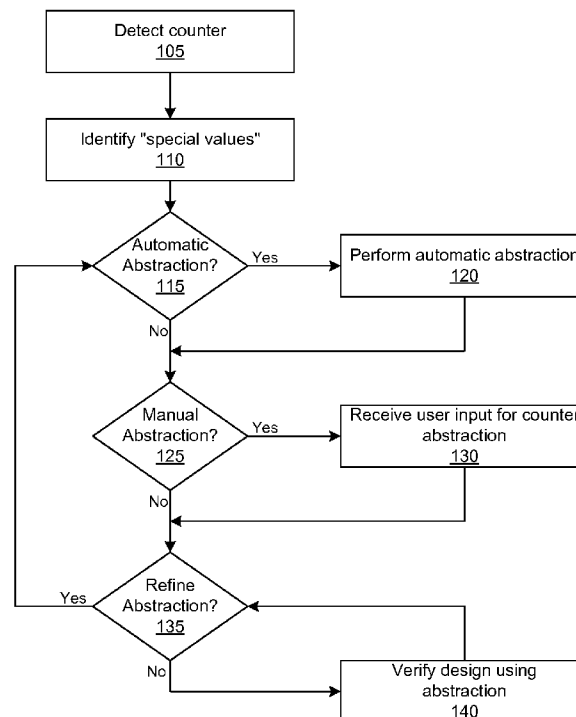 Detect counter
105
Identify "special values"
110
Automatic
Abstraction?
115
Yes
Perform automatic abstraction
120
No
Manual
Abstraction?
125
Yes
Receive user input for counter
abstraction
130
No
Refine
Abstraction?
135
Yes
No
Verify design using
abstraction
140